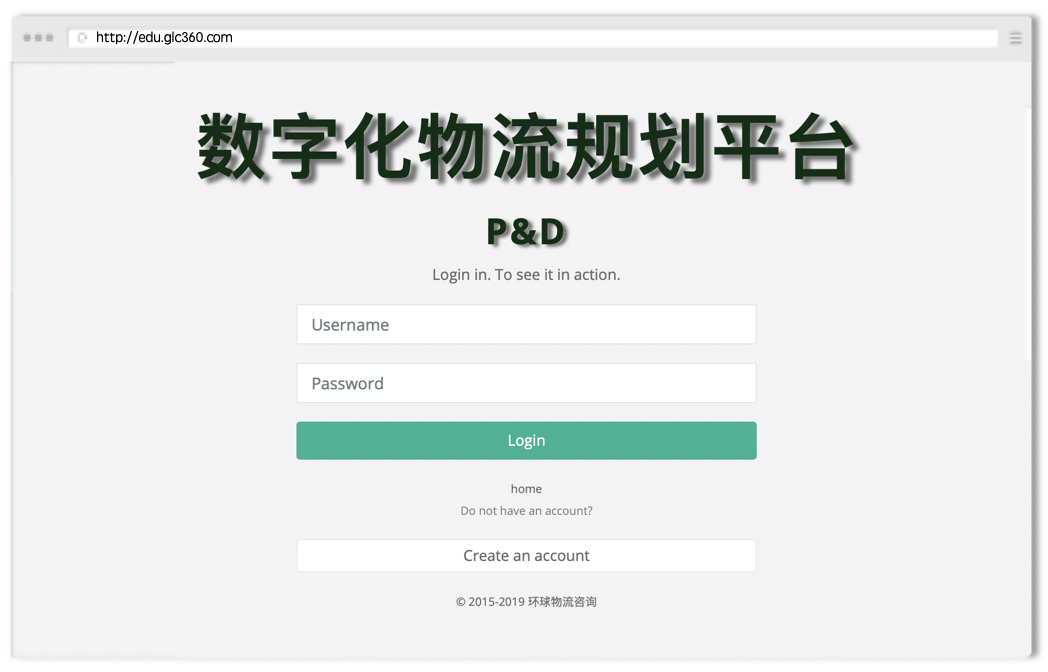 http://edu.glc360.com
数字化物流规划平台
P&D
Login in. To see it in action.
Username
Password
Login
home
Do not have an account?
Create an account
© 2015-2019 环球物流咨询